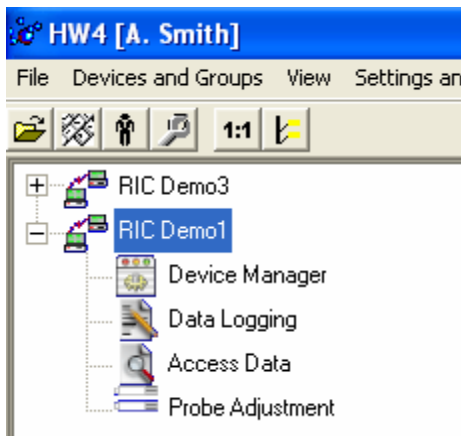 HW4 [A. Smith]
File Devices and Groups View Settings an
1:1
RIC Demo3
RIC Demo1
Device Manager
Data Logging
Access Data
Probe Adjustment